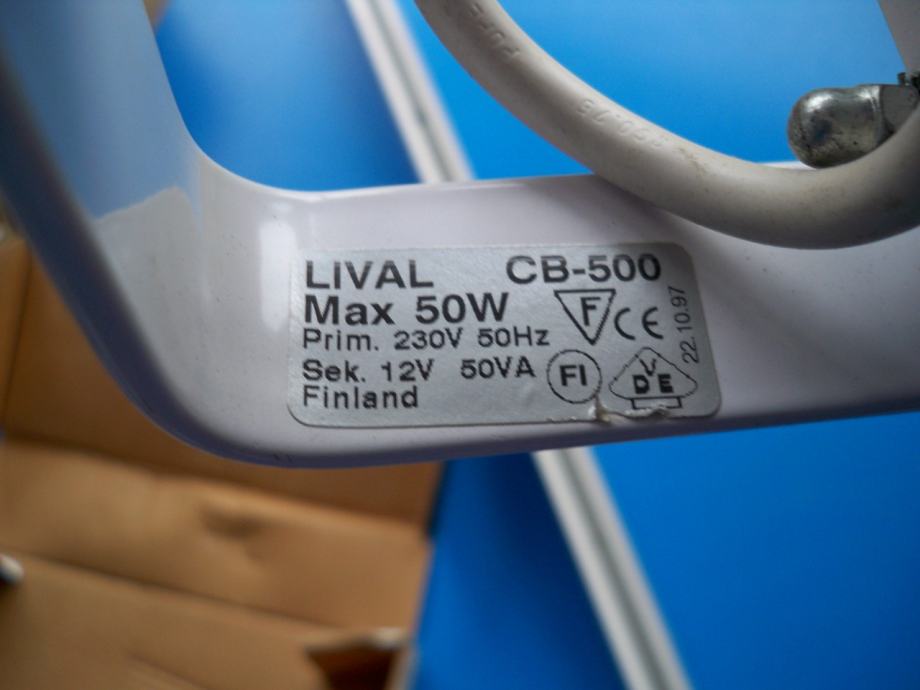 LIVAL CB-500
Max 50W
F CE
Prim. 230V 50Hz
Sek. 12V 50VA
FI
VDE
Finland
22.10.97